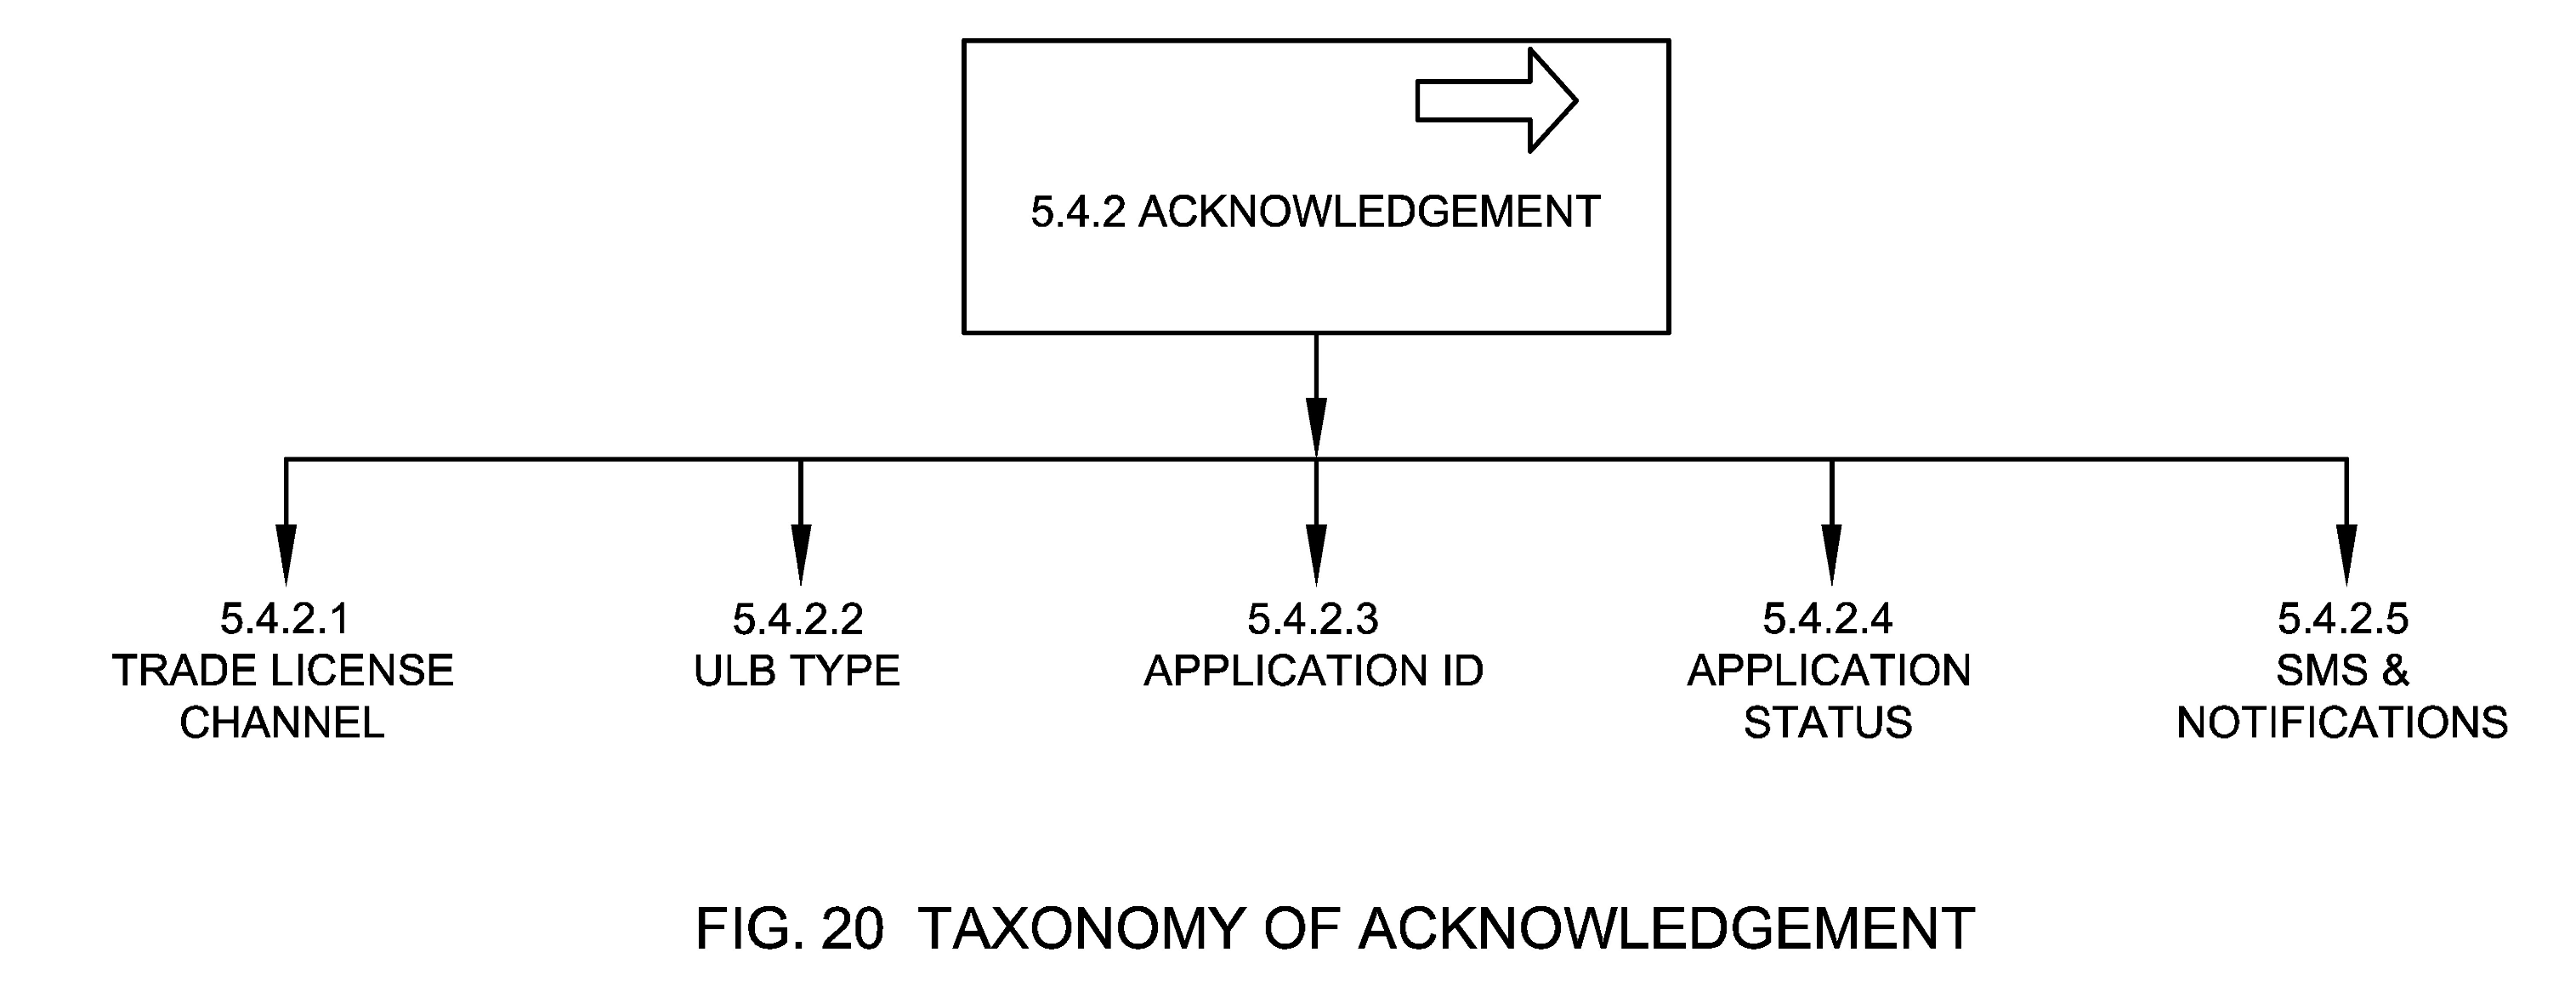 5.4.2 ACKNOWLEDGEMENT
5.4.2.1
TRADE LICENSE
CHANNEL
5.4.2.2
ULB TYPE
5.4.2.3
APPLICATION ID
5.4.2.4
APPLICATION
STATUS
5.4.2.5
SMS &
NOTIFICATIONS
FIG. 20 TAXONOMY OF ACKNOWLEDGEMENT